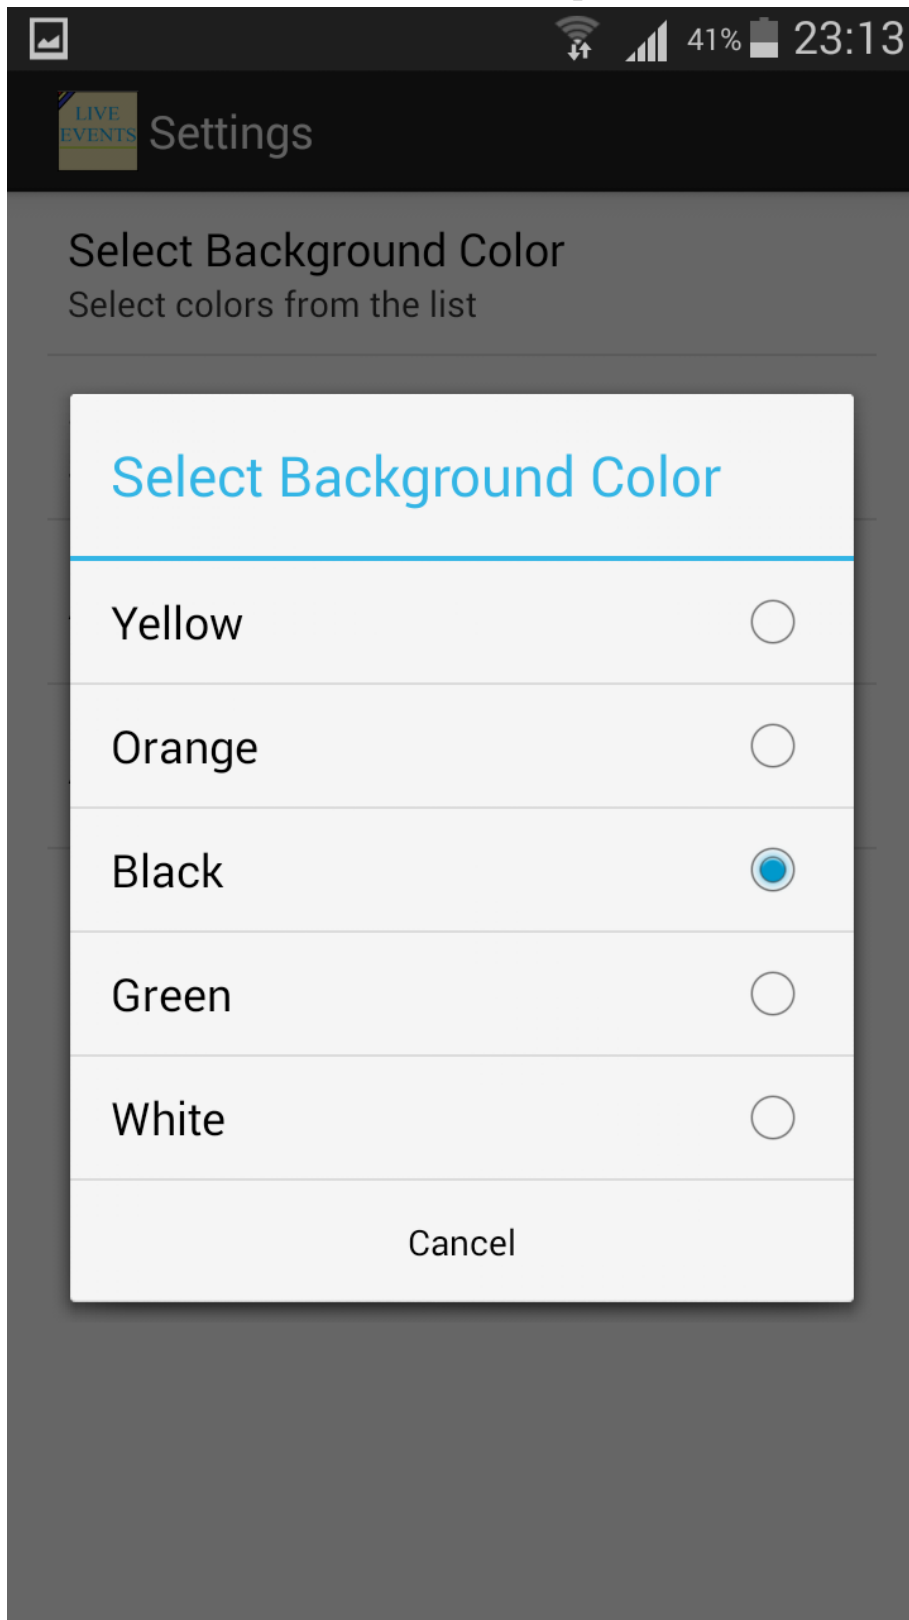 41% 23:13
LIVE
EVENTS
Settings
Select Background Color
Select colors from the list
Select Background Color
Yellow
Orange
Black
Green
White
Cancel